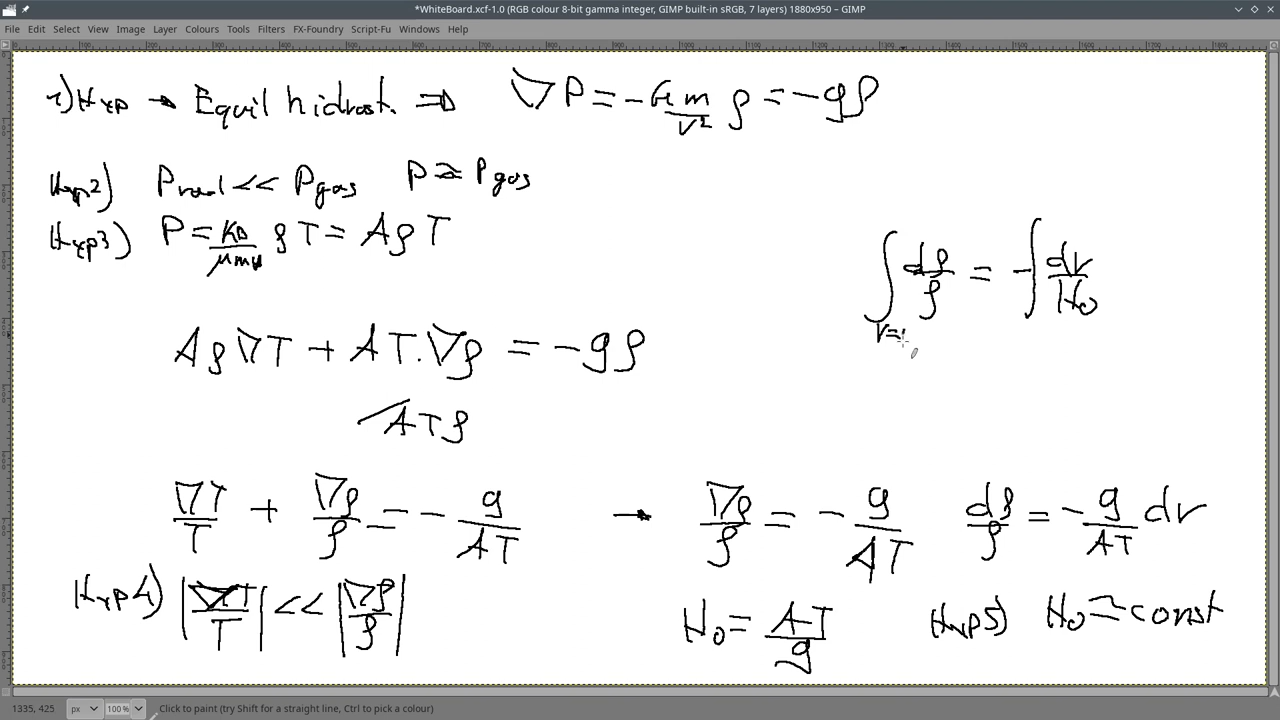 *WhiteBoard.xcf-1.0 (RGB colour 8-bit gamma integer, GIMP built-in sRGB, 7 layers) 1880x950 – GIMP
File Edit Select View Image Layer Colours Tools Filters FX-Foundry Script-Fu Windows Help
1) Hyp → Equil hidrost. ⇒ ∇P = - Gm/r² ρ = -gρ
Hyp2) Prad << Pgas P ≃ Pgas
Hyp3) P = KB/μmH ρT = AρT
∫ dρ/ρ = -∫ dr/H₀
r=
Aρ∇T + AT·∇ρ = -gρ
ATρ
∇T/T + ∇ρ/ρ = - g/AT → ∇ρ/ρ = - g/AT dρ/ρ = - g/AT dr
Hyp4) |∇T/T| << |∇ρ/ρ| H₀ = AT/g Hyp5) H₀ ≃ const
1335, 425 px 100% Click to paint (try Shift for a straight line, Ctrl to pick a colour)